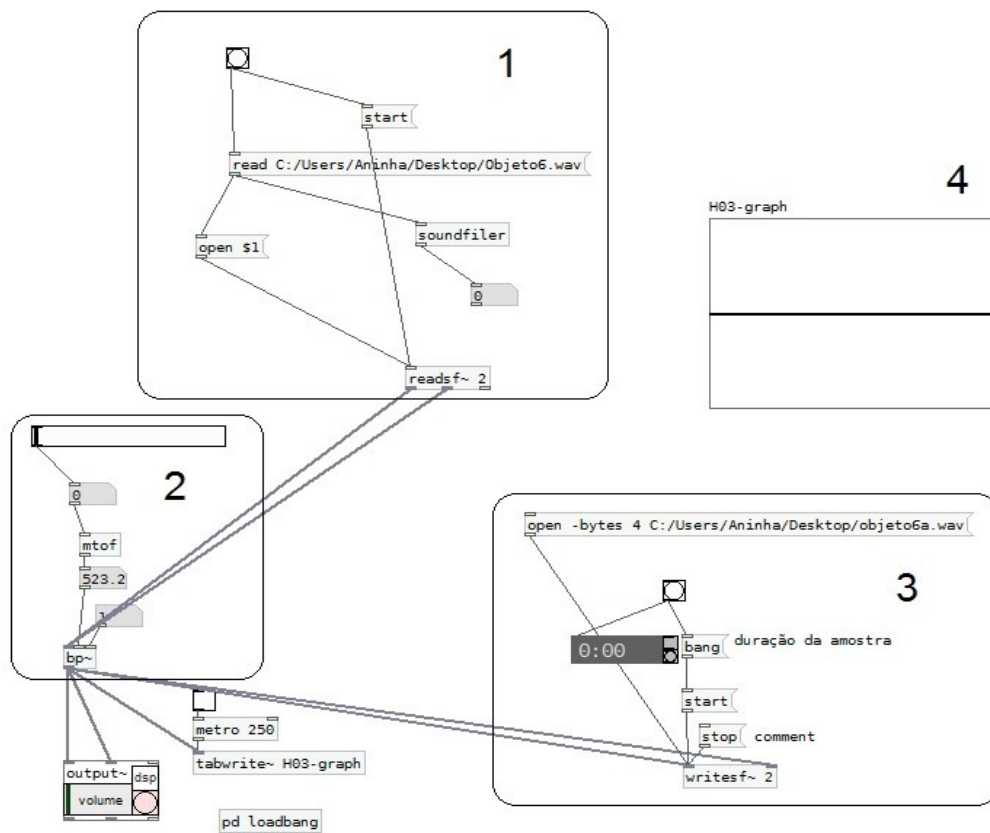 1
start
read C:/Users/Aninha/Desktop/Objeto6.wav
open $1
soundfiler
0
readsf~ 2
4
H03-graph
2
0
mtof
523.2
bp~
metro 250
tabwrite~ H03-graph
output~
dsp
volume
pd loadbang
open -bytes 4 C:/Users/Aninha/Desktop/objeto6a.wav
3
0:00
bang
duração da amostra
start
stop
comment
writesf~ 2